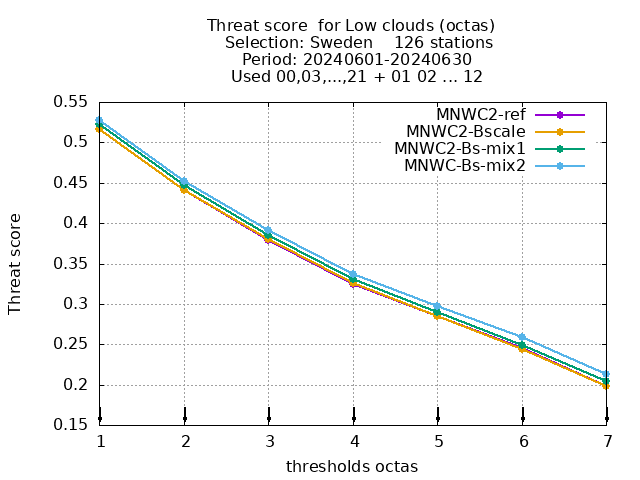 Threat score  for Low clouds (octas)
Selection: Sweden    126 stations
Period: 20240601-20240630
Used 00,03,...,21 + 01 02 ... 12
MNWC2-ref
MNWC2-Bscale
MNWC2-Bs-mix1
MNWC-Bs-mix2
Threat score
0.55
0.5
0.45
0.4
0.35
0.3
0.25
0.2
0.15
1 2 3 4 5 6 7
thresholds octas